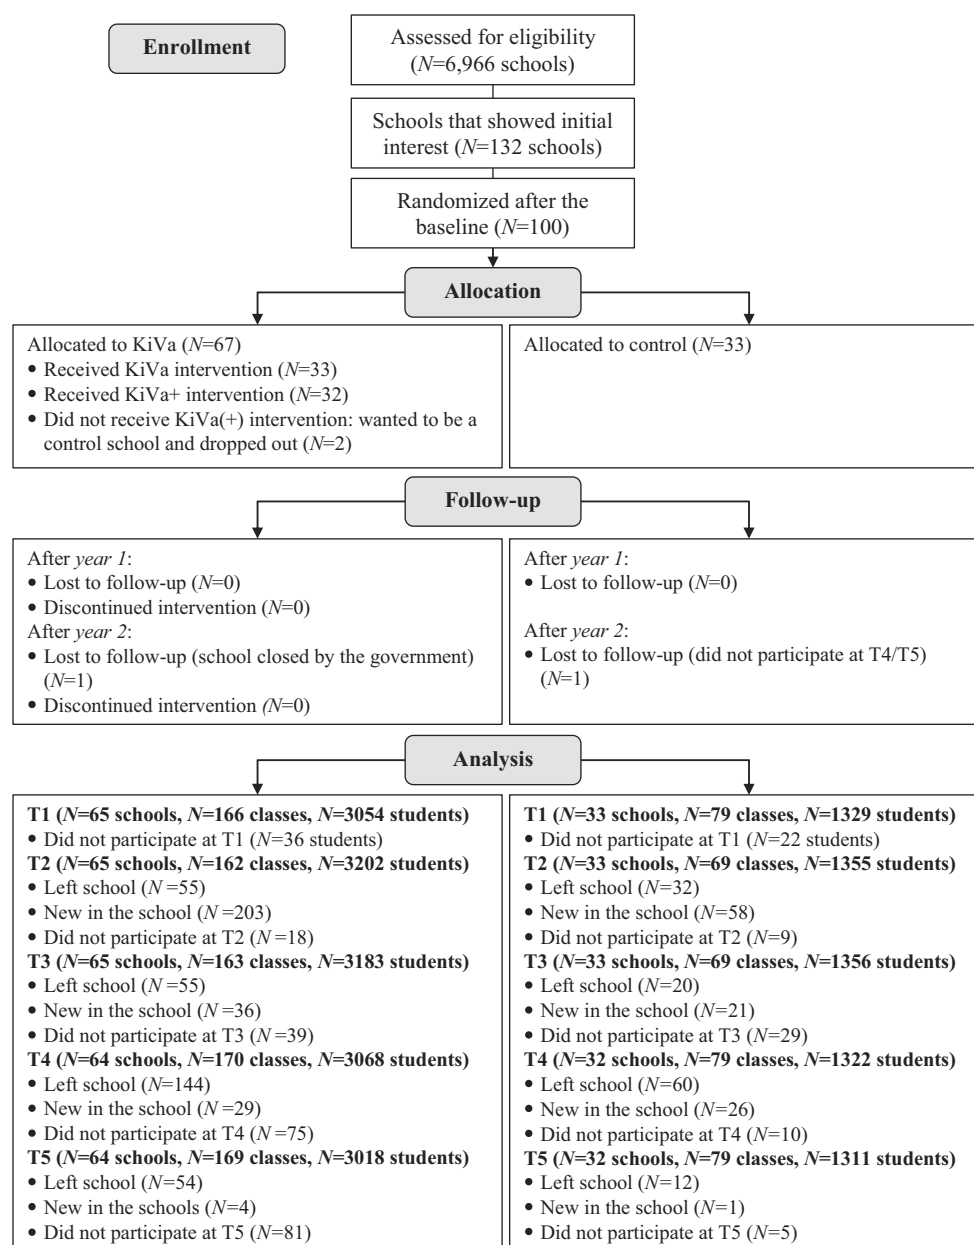 Enrollment
Assessed for eligibility
(N=6,966 schools)
Schools that showed initial
interest (N=132 schools)
Randomized after the
baseline (N=100)
Allocation
Allocated to KiVa (N=67)
• Received KiVa intervention (N=33)
• Received KiVa+ intervention (N=32)
• Did not receive KiVa(+) intervention: wanted to be a
control school and dropped out (N=2)
Allocated to control (N=33)
Follow-up
After year 1:
• Lost to follow-up (N=0)
• Discontinued intervention (N=0)
After year 2:
• Lost to follow-up (school closed by the government)
(N=1)
• Discontinued intervention (N=0)
After year 1:
• Lost to follow-up (N=0)
After year 2:
• Lost to follow-up (did not participate at T4/T5)
(N=1)
Analysis
T1 (N=65 schools, N=166 classes, N=3054 students)
• Did not participate at T1 (N=36 students)
T2 (N=65 schools, N=162 classes, N=3202 students)
• Left school (N=55)
• New in the school (N=203)
• Did not participate at T2 (N=18)
T3 (N=65 schools, N=163 classes, N=3183 students)
• Left school (N=55)
• New in the school (N=36)
• Did not participate at T3 (N=39)
T4 (N=64 schools, N=170 classes, N=3068 students)
• Left school (N=144)
• New in the school (N=29)
• Did not participate at T4 (N=75)
T5 (N=64 schools, N=169 classes, N=3018 students)
• Left school (N=54)
• New in the schools (N=4)
• Did not participate at T5 (N=81)
T1 (N=33 schools, N=79 classes, N=1329 students)
• Did not participate at T1 (N=22 students)
T2 (N=33 schools, N=69 classes, N=1355 students)
• Left school (N=32)
• New in the school (N=58)
• Did not participate at T2 (N=9)
T3 (N=33 schools, N=69 classes, N=1356 students)
• Left school (N=20)
• New in the school (N=21)
• Did not participate at T3 (N=29)
T4 (N=32 schools, N=79 classes, N=1322 students)
• Left school (N=60)
• New in the school (N=26)
• Did not participate at T4 (N=10)
T5 (N=32 schools, N=79 classes, N=1311 students)
• Left school (N=12)
• New in the school (N=1)
• Did not participate at T5 (N=5)